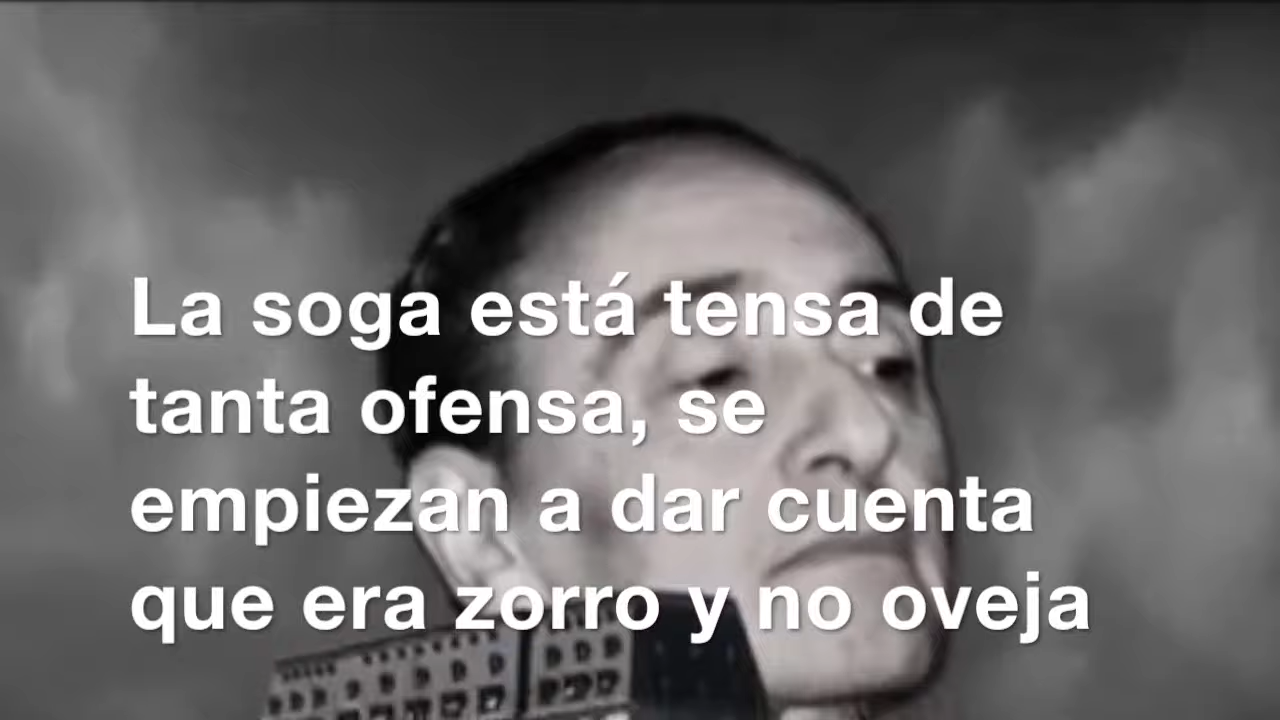 La soga está tensa de
tanta ofensa, se
empiezan a dar cuenta
que era zorro y no oveja